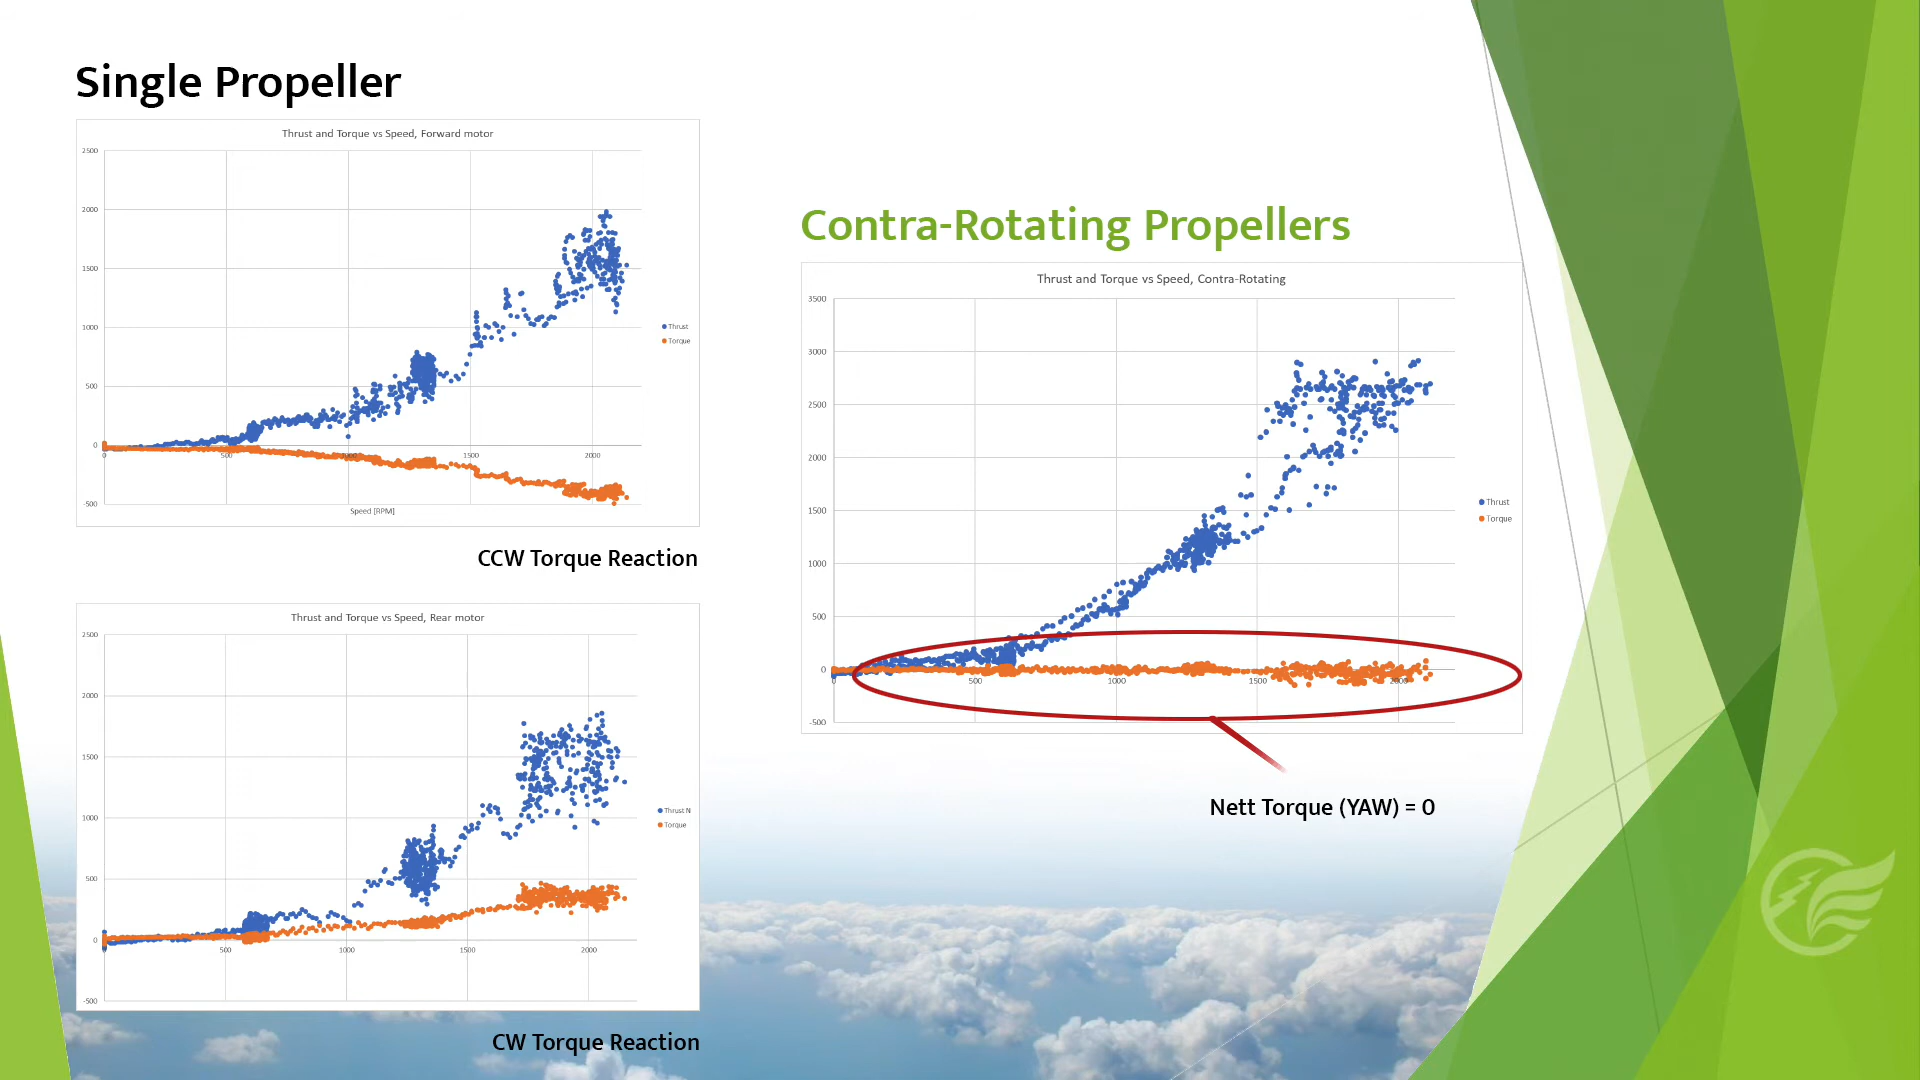 Single Propeller
Thrust and Torque vs Speed, Forward motor
2500
2000
1500
1000
500
0
-500
0
500
1000
1500
2000
Speed [RPM]
Thrust
Torque
CCW Torque Reaction
Thrust and Torque vs Speed, Rear motor
2500
2000
1500
1000
500
0
-500
0
500
1000
1500
2000
Thrust N
Torque
CW Torque Reaction
Contra-Rotating Propellers
Thrust and Torque vs Speed, Contra-Rotating
3500
3000
2500
2000
1500
1000
500
0
-500
0
500
1000
1500
2000
Thrust
Torque
Nett Torque (YAW) = 0